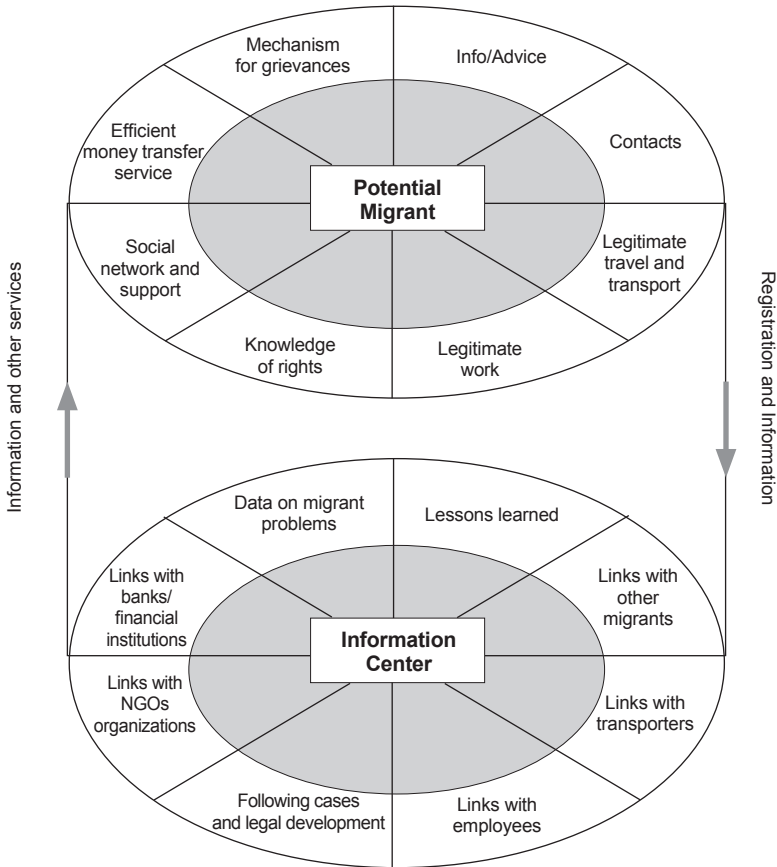 Mechanism
for grievances
Info/Advice
Efficient
money transfer
service
Contacts
Potential
Migrant
Social
network and
support
Legitimate
travel and
transport
Knowledge
of rights
Legitimate
work
Information and other services
Registration and Information
Data on migrant
problems
Lessons learned
Links with
banks/
financial
institutions
Links with
other
migrants
Information
Center
Links with
NGOs
organizations
Links with
transporters
Following cases
and legal development
Links with
employees